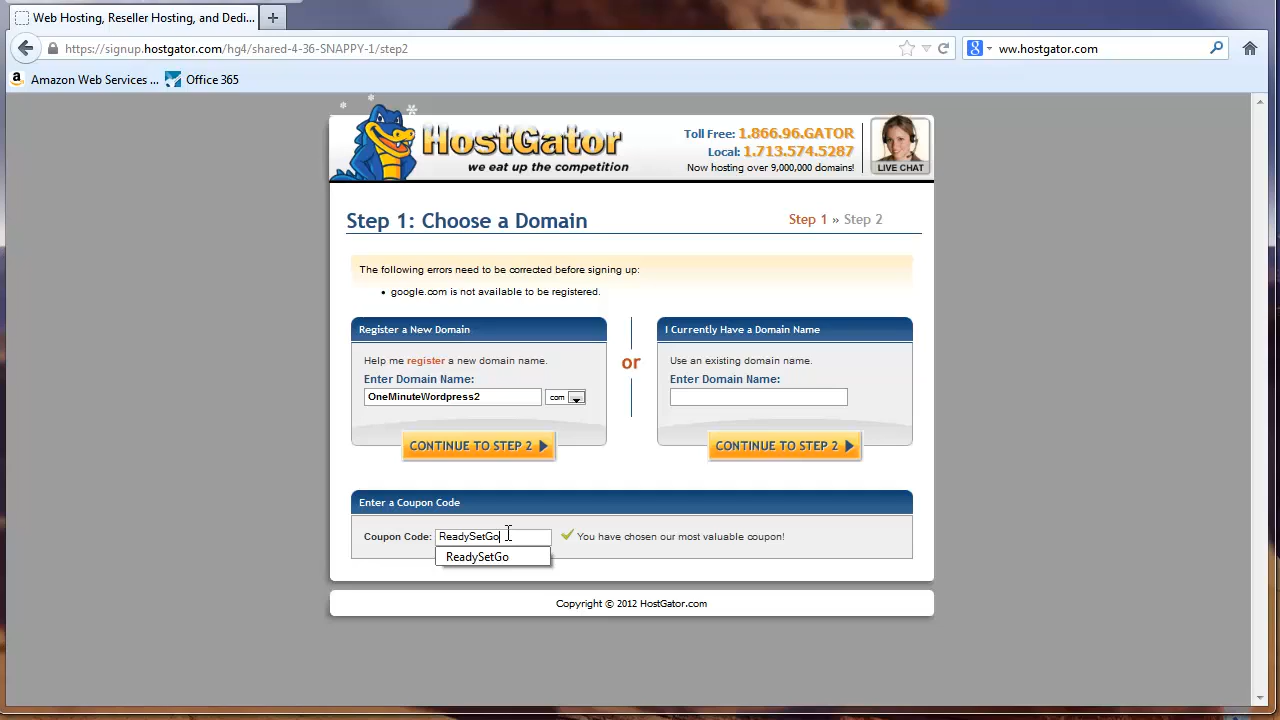 Web Hosting, Reseller Hosting, and Dedi...
https://signup.hostgator.com/hg4/shared-4-36-SNAPPY-1/step2
ww.hostgator.com
Amazon Web Services ... Office 365
HostGator
we eat up the competition
Toll Free: 1.866.96.GATOR
Local: 1.713.574.5287
Now hosting over 9,000,000 domains!
LIVE CHAT
Step 1: Choose a Domain
Step 1 » Step 2
The following errors need to be corrected before signing up:
• google.com is not available to be registered.
Register a New Domain
Help me register a new domain name.
Enter Domain Name:
OneMinuteWordpress2 com
CONTINUE TO STEP 2
or
I Currently Have a Domain Name
Use an existing domain name.
Enter Domain Name:
CONTINUE TO STEP 2
Enter a Coupon Code
Coupon Code: ReadySetGo You have chosen our most valuable coupon!
ReadySetGo
Copyright © 2012 HostGator.com